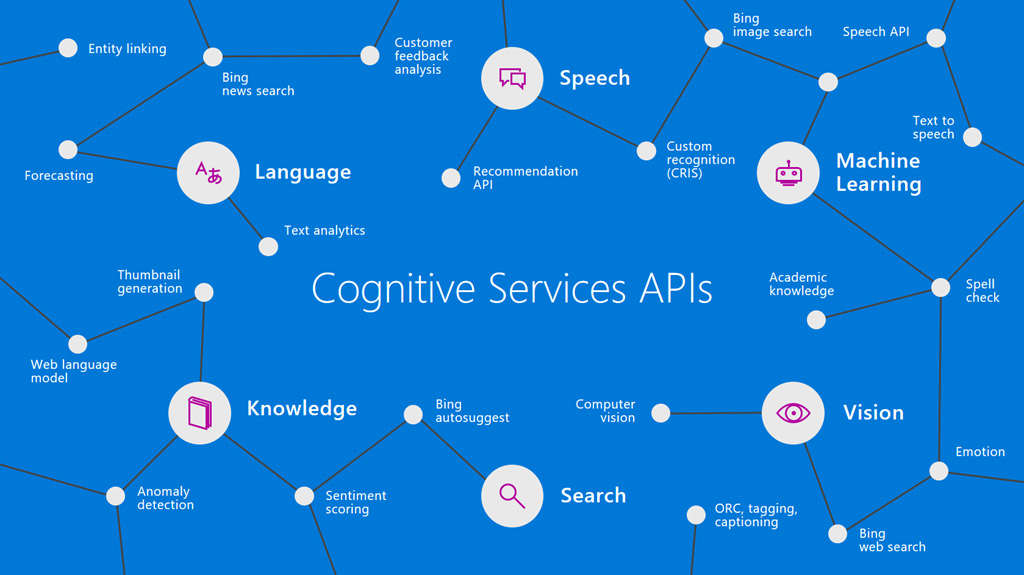 Entity linking
Bing
news search
Customer
feedback
analysis
Speech
Bing
image search
Speech API
Text to
speech
Forecasting
Language
Recommendation
API
Custom
recognition
(CRIS)
Machine
Learning
Text analytics
Thumbnail
generation
Cognitive Services APIs
Academic
knowledge
Spell
check
Web language
model
Knowledge
Bing
autosuggest
Computer
vision
Vision
Emotion
Anomaly
detection
Sentiment
scoring
Search
ORC, tagging,
captioning
Bing
web search